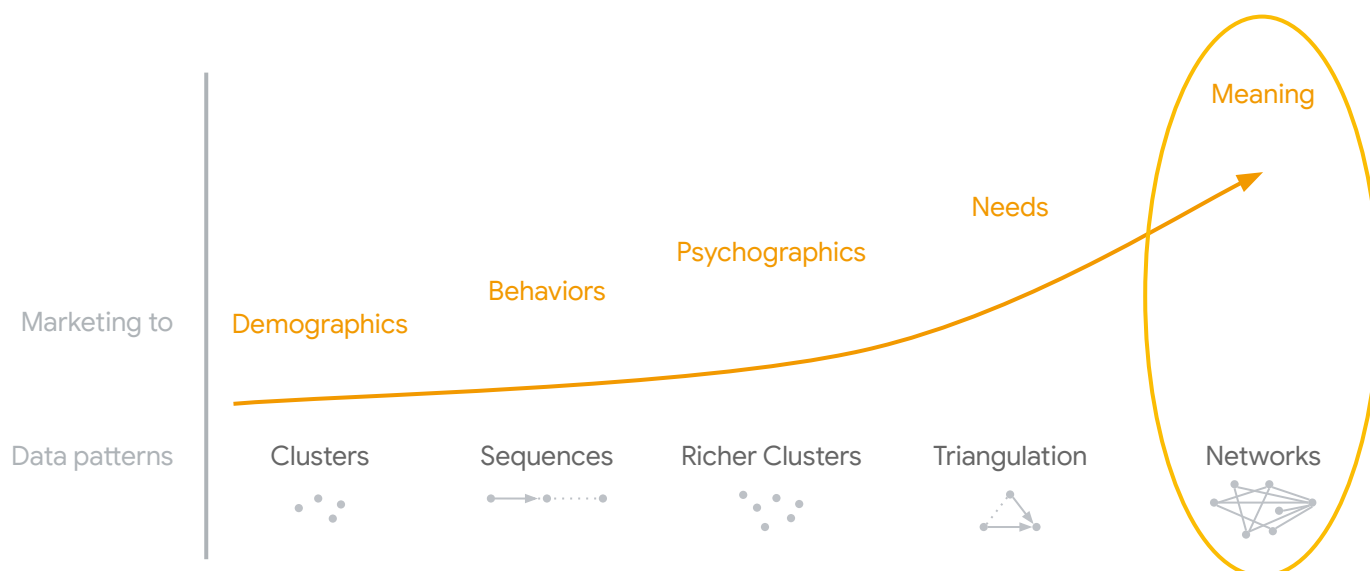 Meaning
Needs
Psychographics
Behaviors
Marketing to
Demographics
Data patterns
Clusters
Sequences
Richer Clusters
Triangulation
Networks